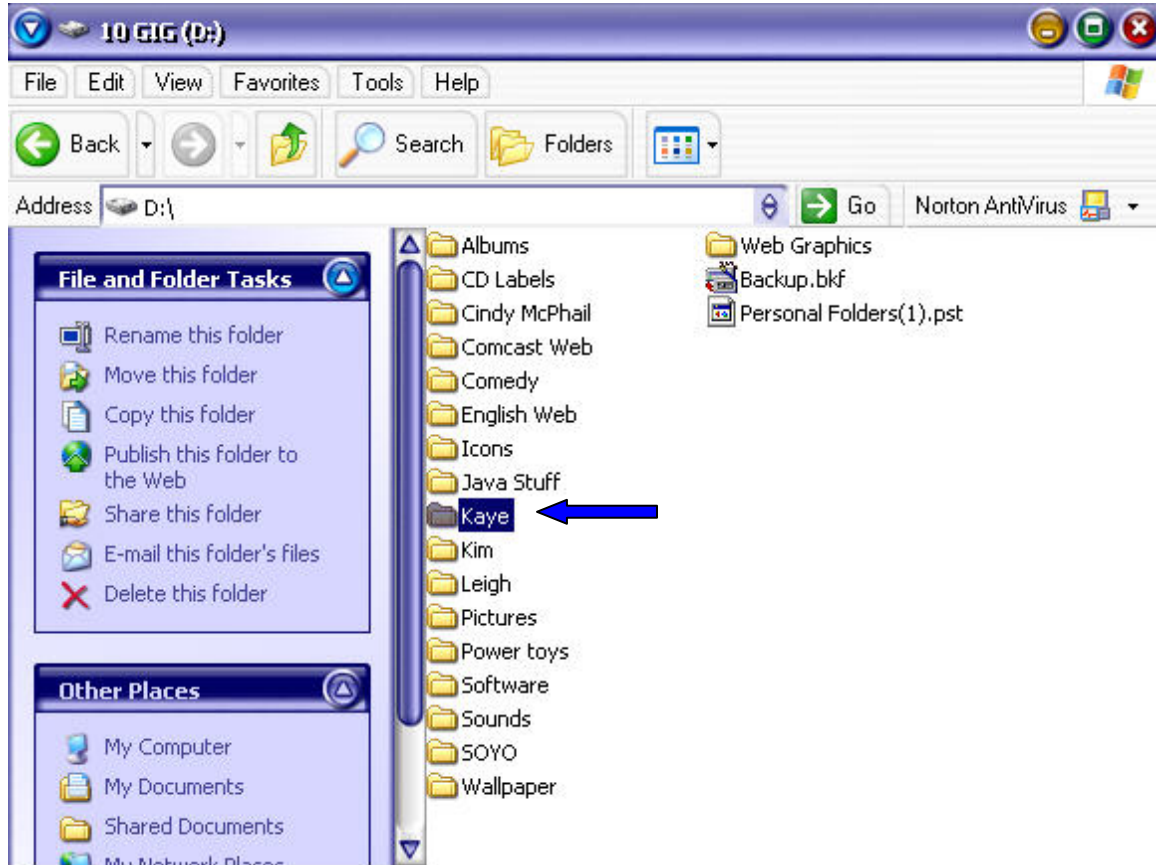 10 GIG (D:)
File Edit View Favorites Tools Help
Back Search Folders
Address D:\ Go Norton AntiVirus
File and Folder Tasks
Rename this folder
Move this folder
Copy this folder
Publish this folder to
the Web
Share this folder
E-mail this folder's files
Delete this folder
Other Places
My Computer
My Documents
Shared Documents
My Network Places
Albums
CD Labels
Cindy McPhail
Comcast Web
Comedy
English Web
Icons
Java Stuff
Kaye
Kim
Leigh
Pictures
Power toys
Software
Sounds
SOYO
Wallpaper
Web Graphics
Backup.bkf
Personal Folders(1).pst